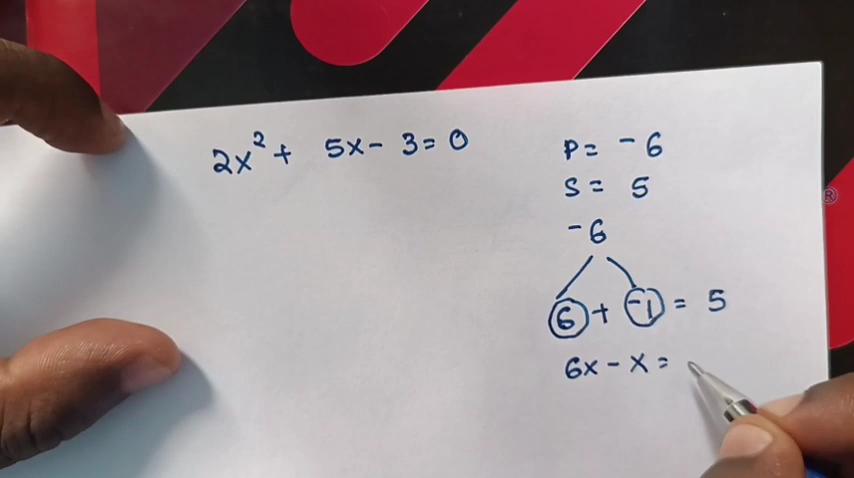 2x² + 5x - 3 = 0
P = -6
S = 5
-6
6 + -1 = 5
6x - x =
®